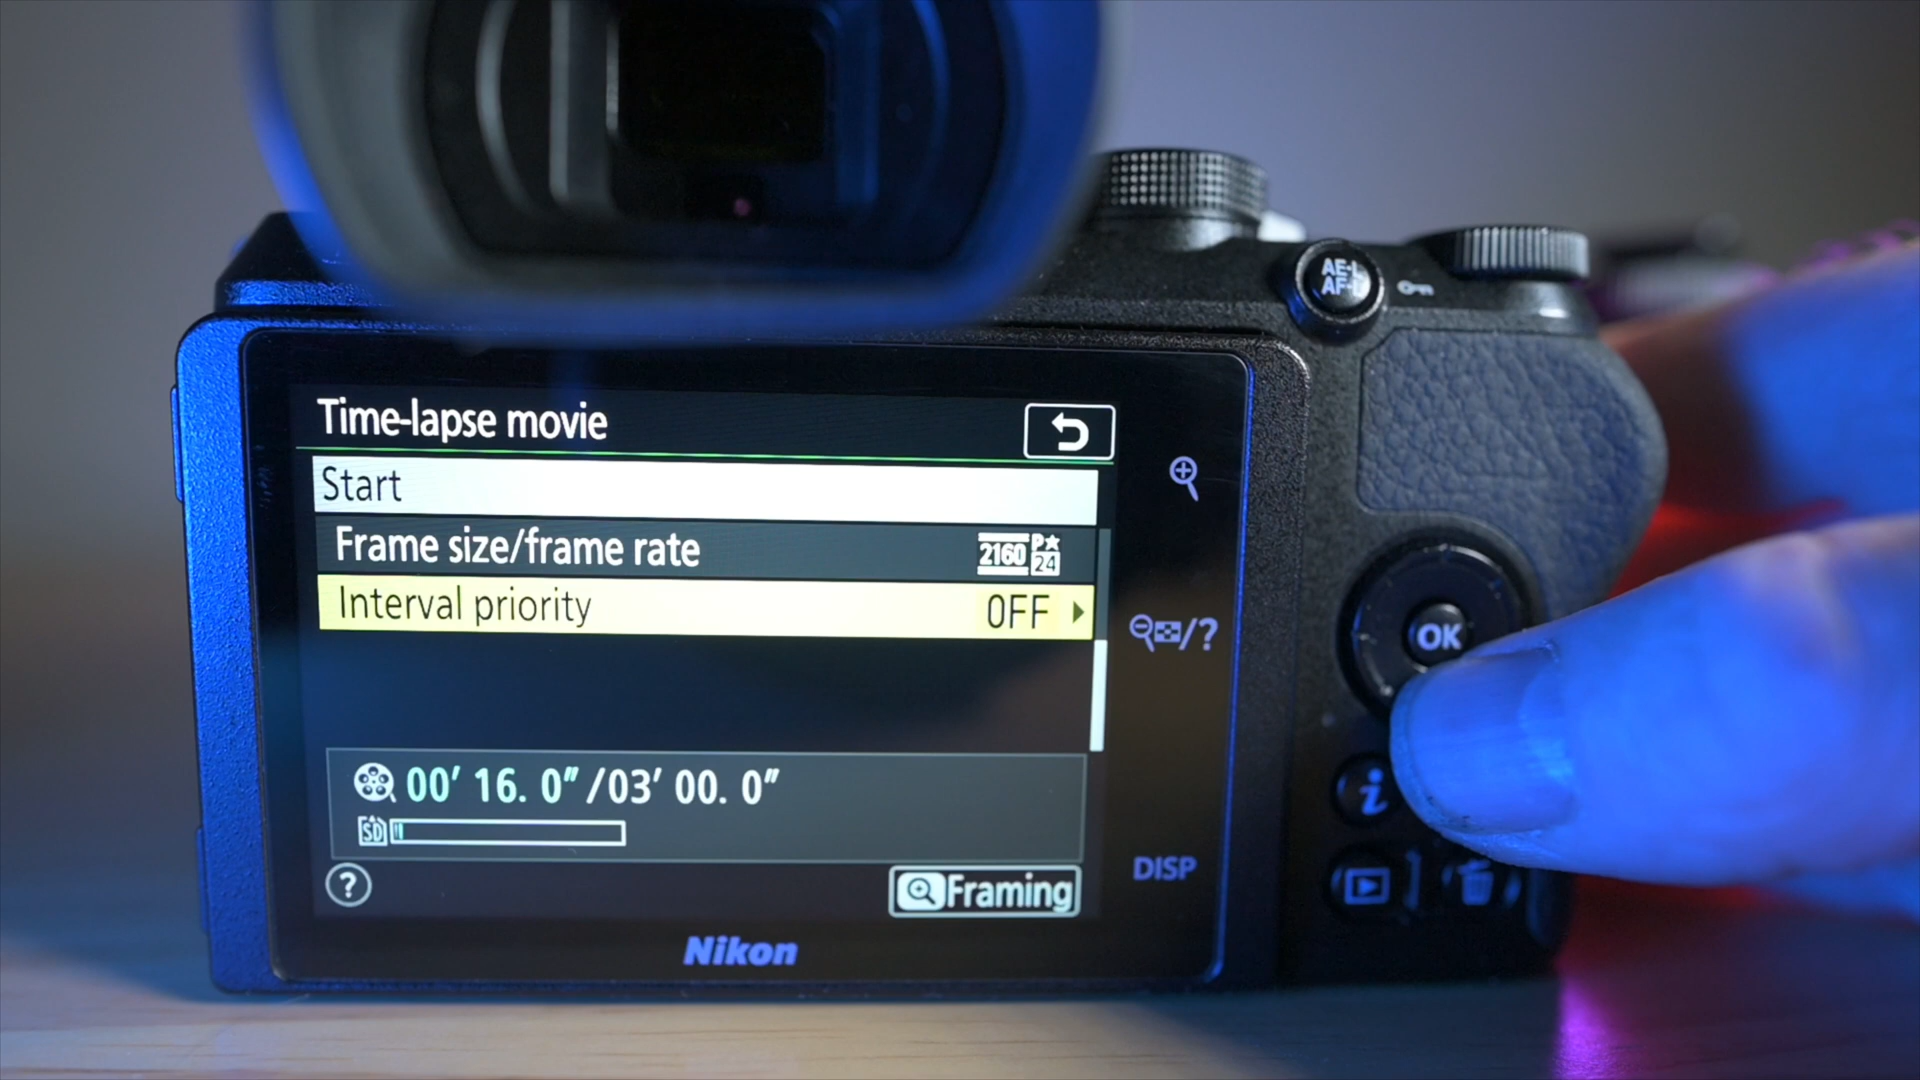 AE-L
AF-L
Time-lapse movie
Start
Frame size/frame rate 2160 P★ 24
Interval priority OFF
00′ 16. 0″ /03′ 00. 0″
SD
?
Framing
/?
DISP
OK
i
Nikon